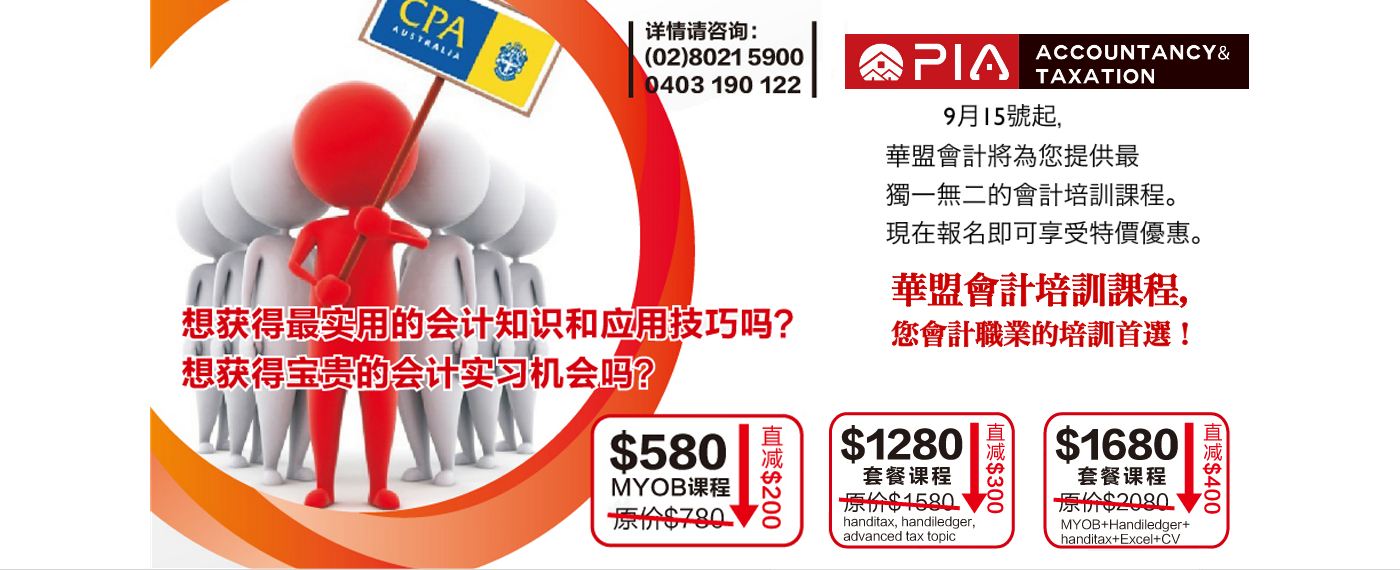 CPA
AUSTRALIA
详情请咨询：
(02)8021 5900
0403 190 122
PIA
ACCOUNTANCY&
TAXATION
9月15號起,
華盟會計將為您提供最
獨一無二的會計培訓課程。
現在報名即可享受特價優惠。
華盟會計培訓課程,
您會計職業的培訓首選！
想获得最实用的会计知识和应用技巧吗?
想获得宝贵的会计实习机会吗?
$580
MYOB课程
原价$780
直减$200
$1280
套餐课程
原价$1580
handitax, handiledger,
advanced tax topic
直减$300
$1680
套餐课程
原价$2080
MYOB+Handiledger+
handitax+Excel+CV
直减$400